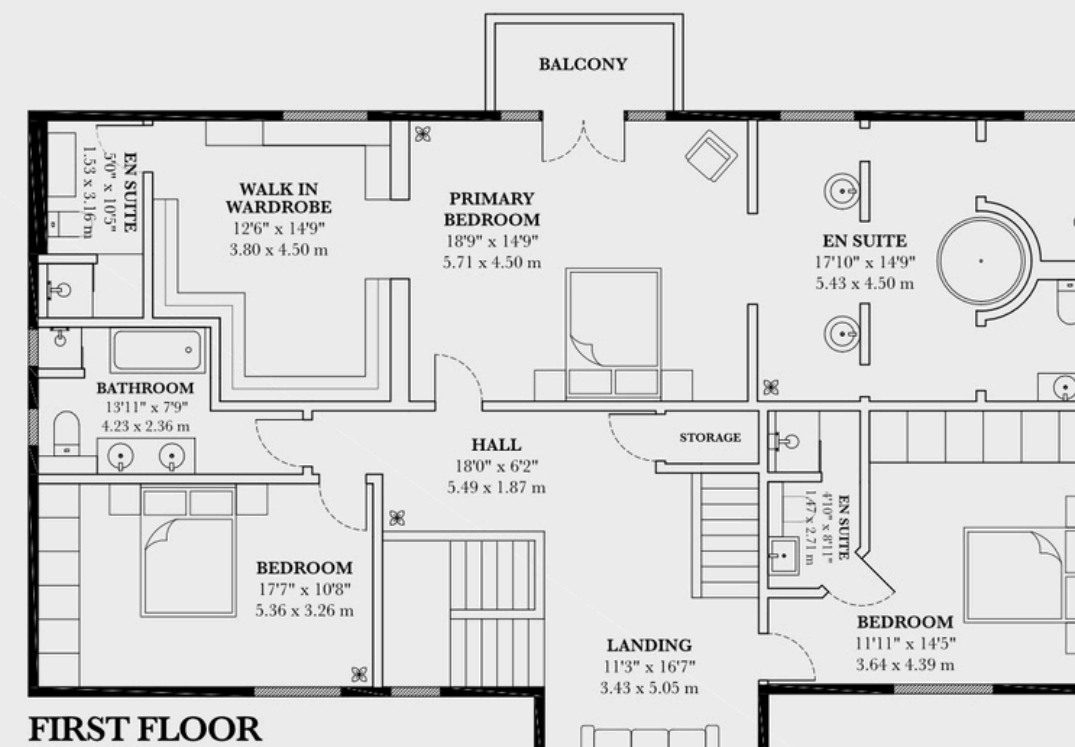 BALCONY
EN SUITE
5'0" x 10'5"
1.53 x 3.16 m
WALK IN
WARDROBE
12'6" x 14'9"
3.80 x 4.50 m
PRIMARY
BEDROOM
18'9" x 14'9"
5.71 x 4.50 m
EN SUITE
17'10" x 14'9"
5.43 x 4.50 m
BATHROOM
13'11" x 7'9"
4.23 x 2.36 m
HALL
18'0" x 6'2"
5.49 x 1.87 m
STORAGE
EN SUITE
4'10" x 8'11"
1.47 x 2.71 m
BEDROOM
17'7" x 10'8"
5.36 x 3.26 m
LANDING
11'3" x 16'7"
3.43 x 5.05 m
BEDROOM
11'11" x 14'5"
3.64 x 4.39 m
FIRST FLOOR